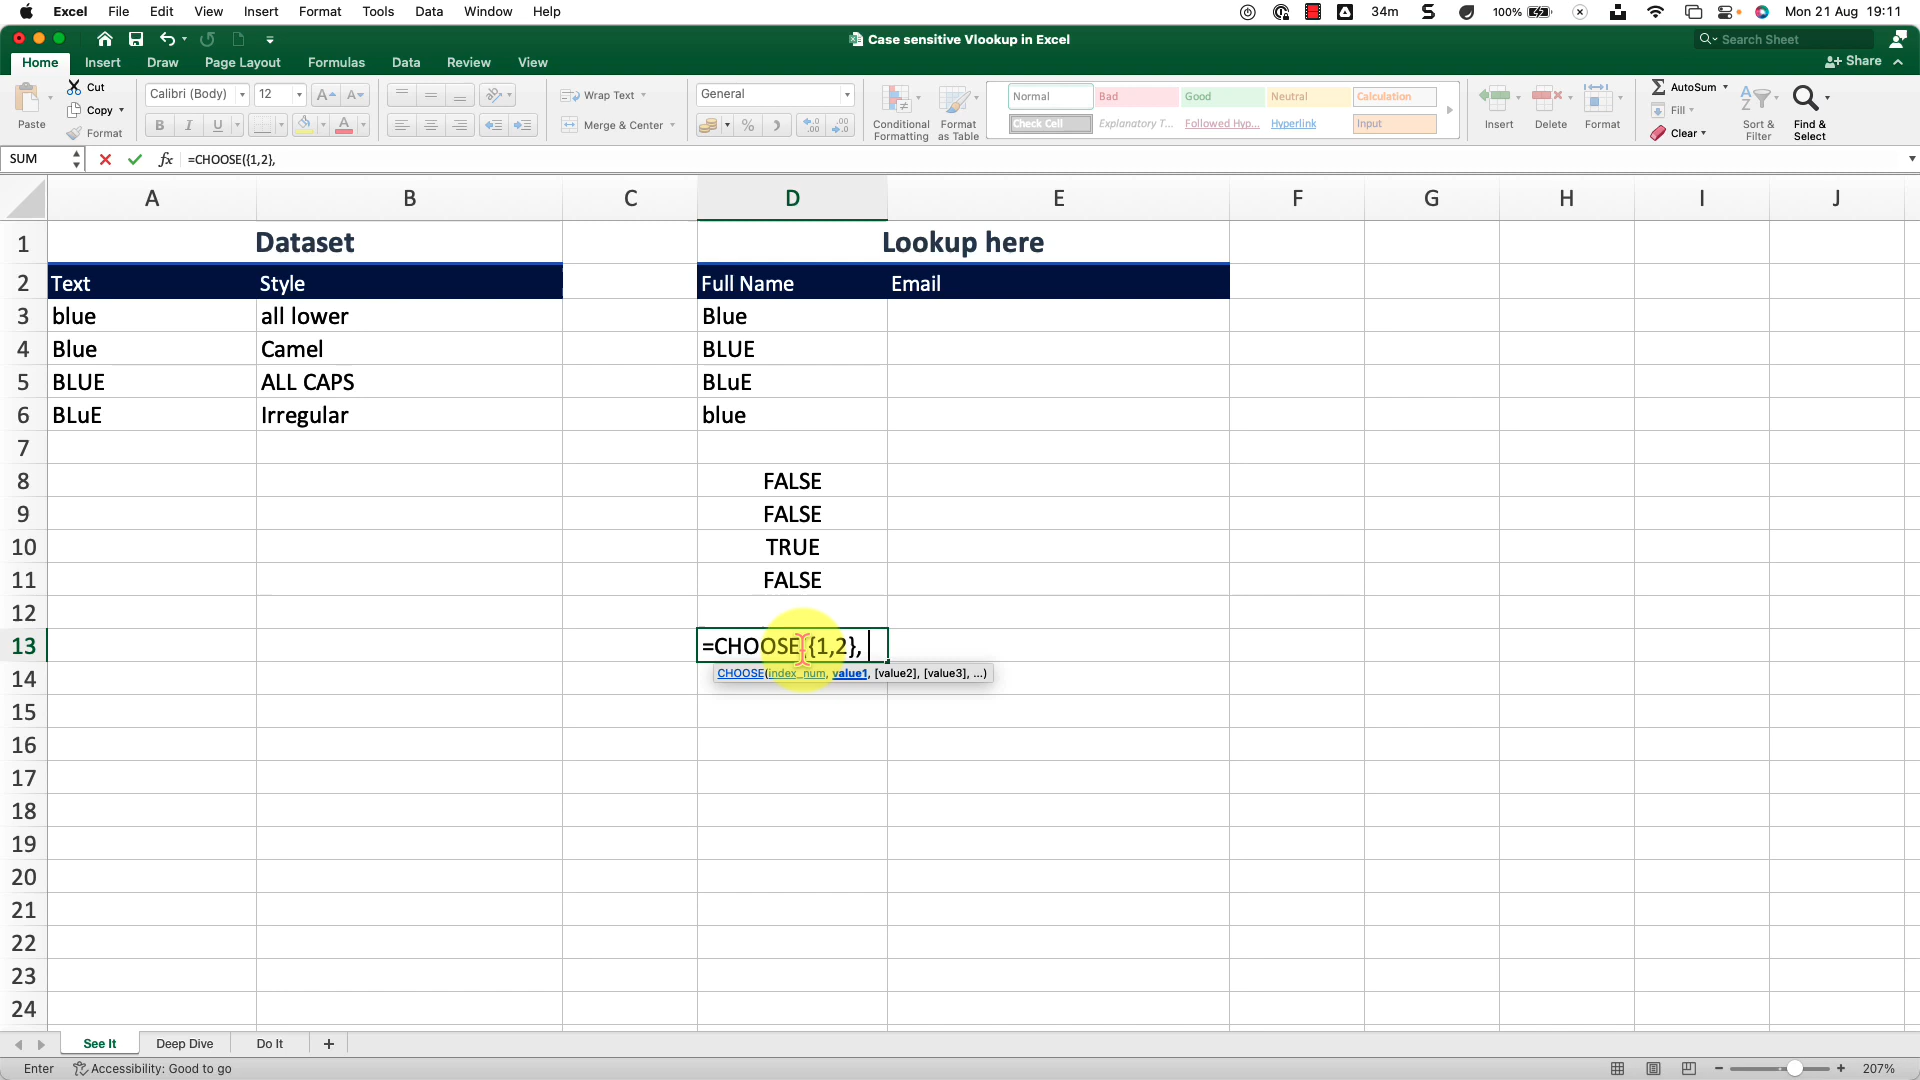 Excel File Edit View Insert Format Tools Data Window Help 34m 100% Mon 21 Aug 19:11
Case sensitive Vlookup in Excel Search Sheet
Home Insert Draw Page Layout Formulas Data Review View Share
Paste Cut Copy Format
Calibri (Body) 12
B I U
Wrap Text
Merge & Center
General
Conditional Formatting
Format as Table
Normal Bad Good Neutral Calculation
Check Cell Explanatory T... Followed Hyp... Hyperlink Input
Insert Delete Format
AutoSum
Fill
Clear
Sort & Filter
Find & Select
SUM fx =CHOOSE({1,2},
A B C D E F G H I J
1 Dataset Lookup here
2 Text Style Full Name Email
3 blue all lower Blue
4 Blue Camel BLUE
5 BLUE ALL CAPS BLuE
6 BLuE Irregular blue
7
8 FALSE
9 FALSE
10 TRUE
11 FALSE
12
13 =CHOOSE({1,2},
CHOOSE(index_num, value1, [value2], [value3], ...)
14
15
16
17
18
19
20
21
22
23
24
See It Deep Dive Do It +
Enter Accessibility: Good to go 207%